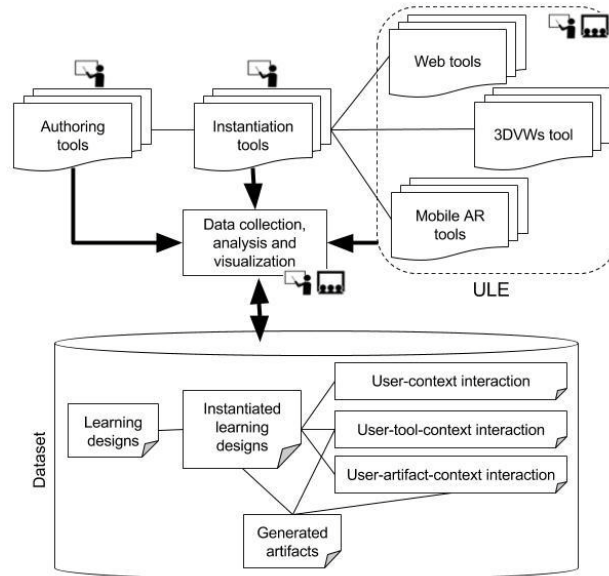 Web tools
Authoring
tools
Instantiation
tools
3DVWs tool
Mobile AR
tools
Data collection,
analysis and
visualization
ULE
Dataset
Learning
designs
Instantiated
learning
designs
User-context interaction
User-tool-context interaction
User-artifact-context interaction
Generated
artifacts